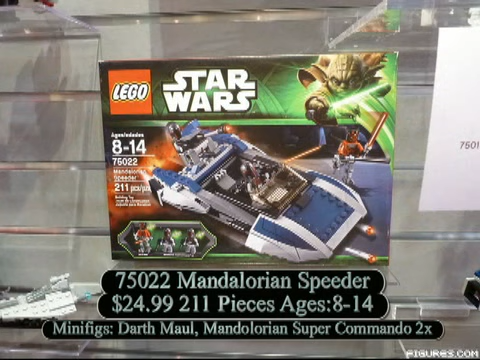 LEGO
STAR
WARS
Ages/edades
8-14
75022
Mandalorian
Speeder
211 pcs/pzs
7501
75022 Mandalorian Speeder
$24.99 211 Pieces Ages:8-14
Minifigs: Darth Maul, Mandolorian Super Commando 2x
FIGURES.COM